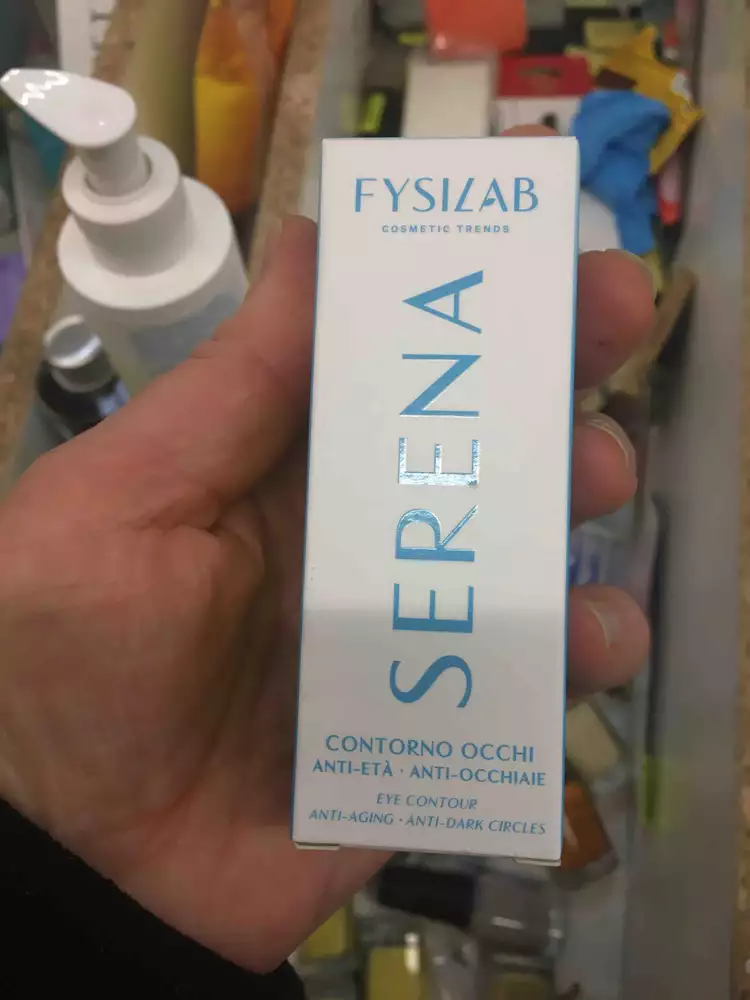 FYSILAB
COSMETIC TRENDS
SERENA
CONTORNO OCCHI
ANTI-ETÀ · ANTI-OCCHIAIE
EYE CONTOUR
ANTI-AGING · ANTI-DARK CIRCLES